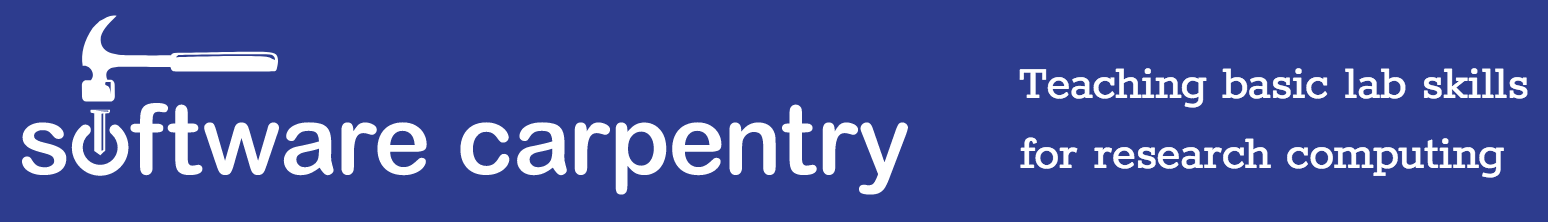 software carpentry
Teaching basic lab skills
for research computing